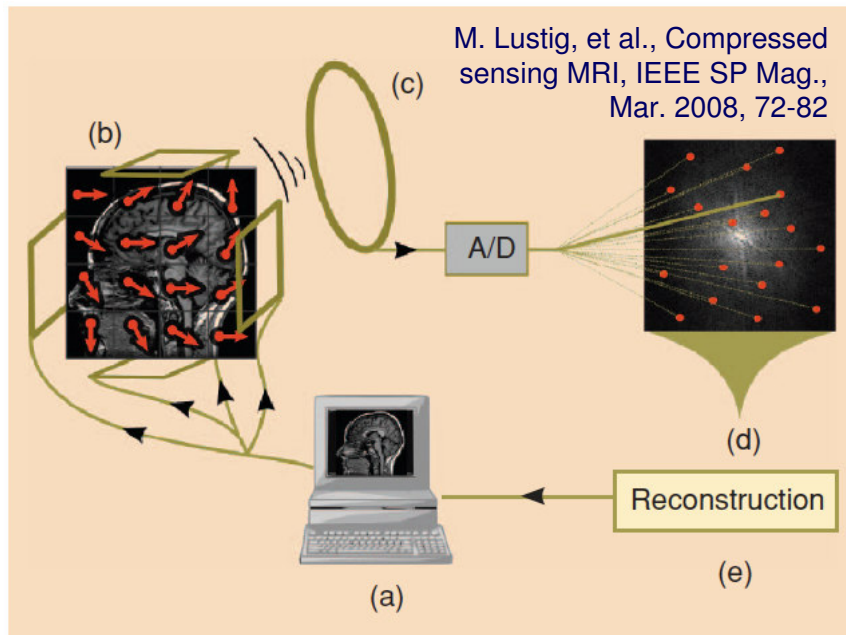 M. Lustig, et al., Compressed
sensing MRI, IEEE SP Mag.,
Mar. 2008, 72-82
(c)
(b)
A/D
(d)
Reconstruction
(a)
(e)